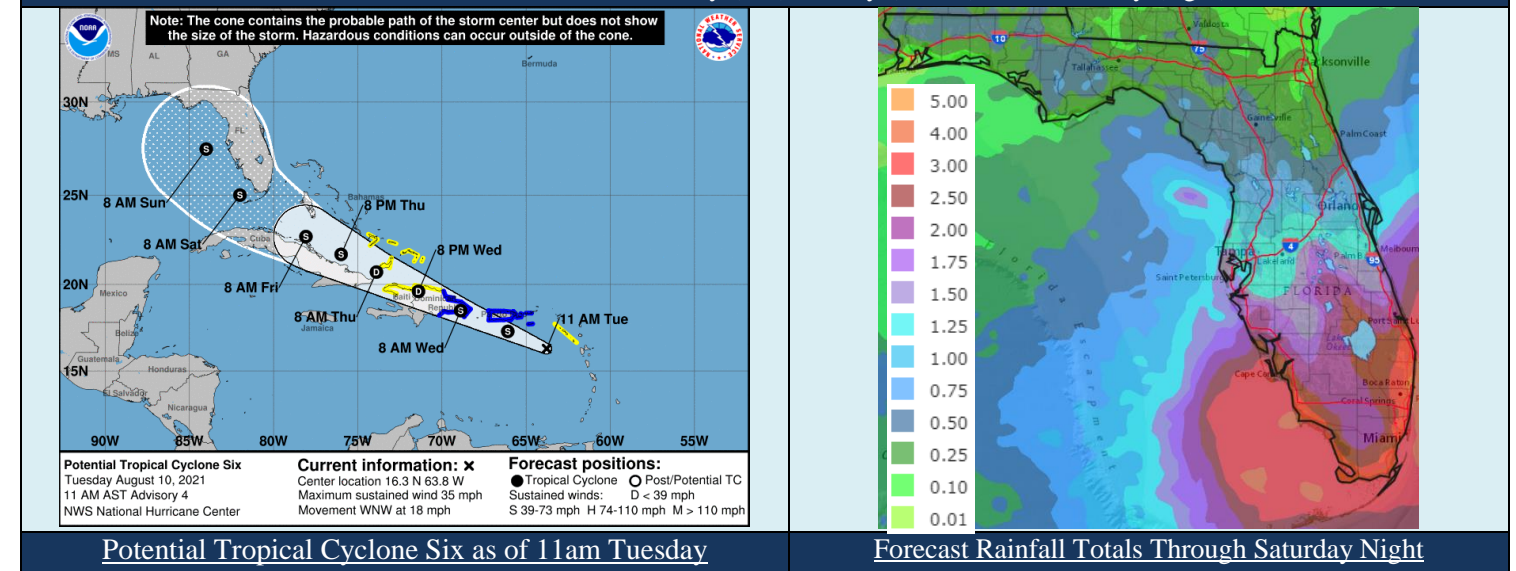 Note: The cone contains the probable path of the storm center but does not show
the size of the storm. Hazardous conditions can occur outside of the cone.
NOAA
NATIONAL WEATHER SERVICE
MS
AL
GA
Bermuda
30N
FL
25N
8 AM Sun
Bahamas
8 PM Thu
8 AM Sat
Cuba
8 PM Wed
20N
8 AM Fri
Mexico
Haiti
8 AM Thu
Jamaica
11 AM Tue
Belize
8 AM Wed
Guatemala
15N
Honduras
El Salvador
Nicaragua
90W
85W
80W
75W
70W
65W
60W
55W
Potential Tropical Cyclone Six
Tuesday August 10, 2021
11 AM AST Advisory 4
NWS National Hurricane Center
Current information: x
Center location 16.3 N 63.8 W
Maximum sustained wind 35 mph
Movement WNW at 18 mph
Forecast positions:
Tropical Cyclone Post/Potential TC
Sustained winds: D < 39 mph
S 39-73 mph H 74-110 mph M > 110 mph
Potential Tropical Cyclone Six as of 11am Tuesday
Valdosta
10
75
Tallahassee
Jacksonville
5.00
4.00
3.00
2.50
2.00
1.75
1.50
1.25
1.00
0.75
0.50
0.25
0.10
0.01
Gainesville
Palm Coast
Orlando
4
Tampa
Lakeland
Palm B
95
Melbourn
Saint Petersburg
FLORIDA
Port Saint Lu
Cape Co
Boca Raton
Coral Springs
Miami
Forecast Rainfall Totals Through Saturday Night